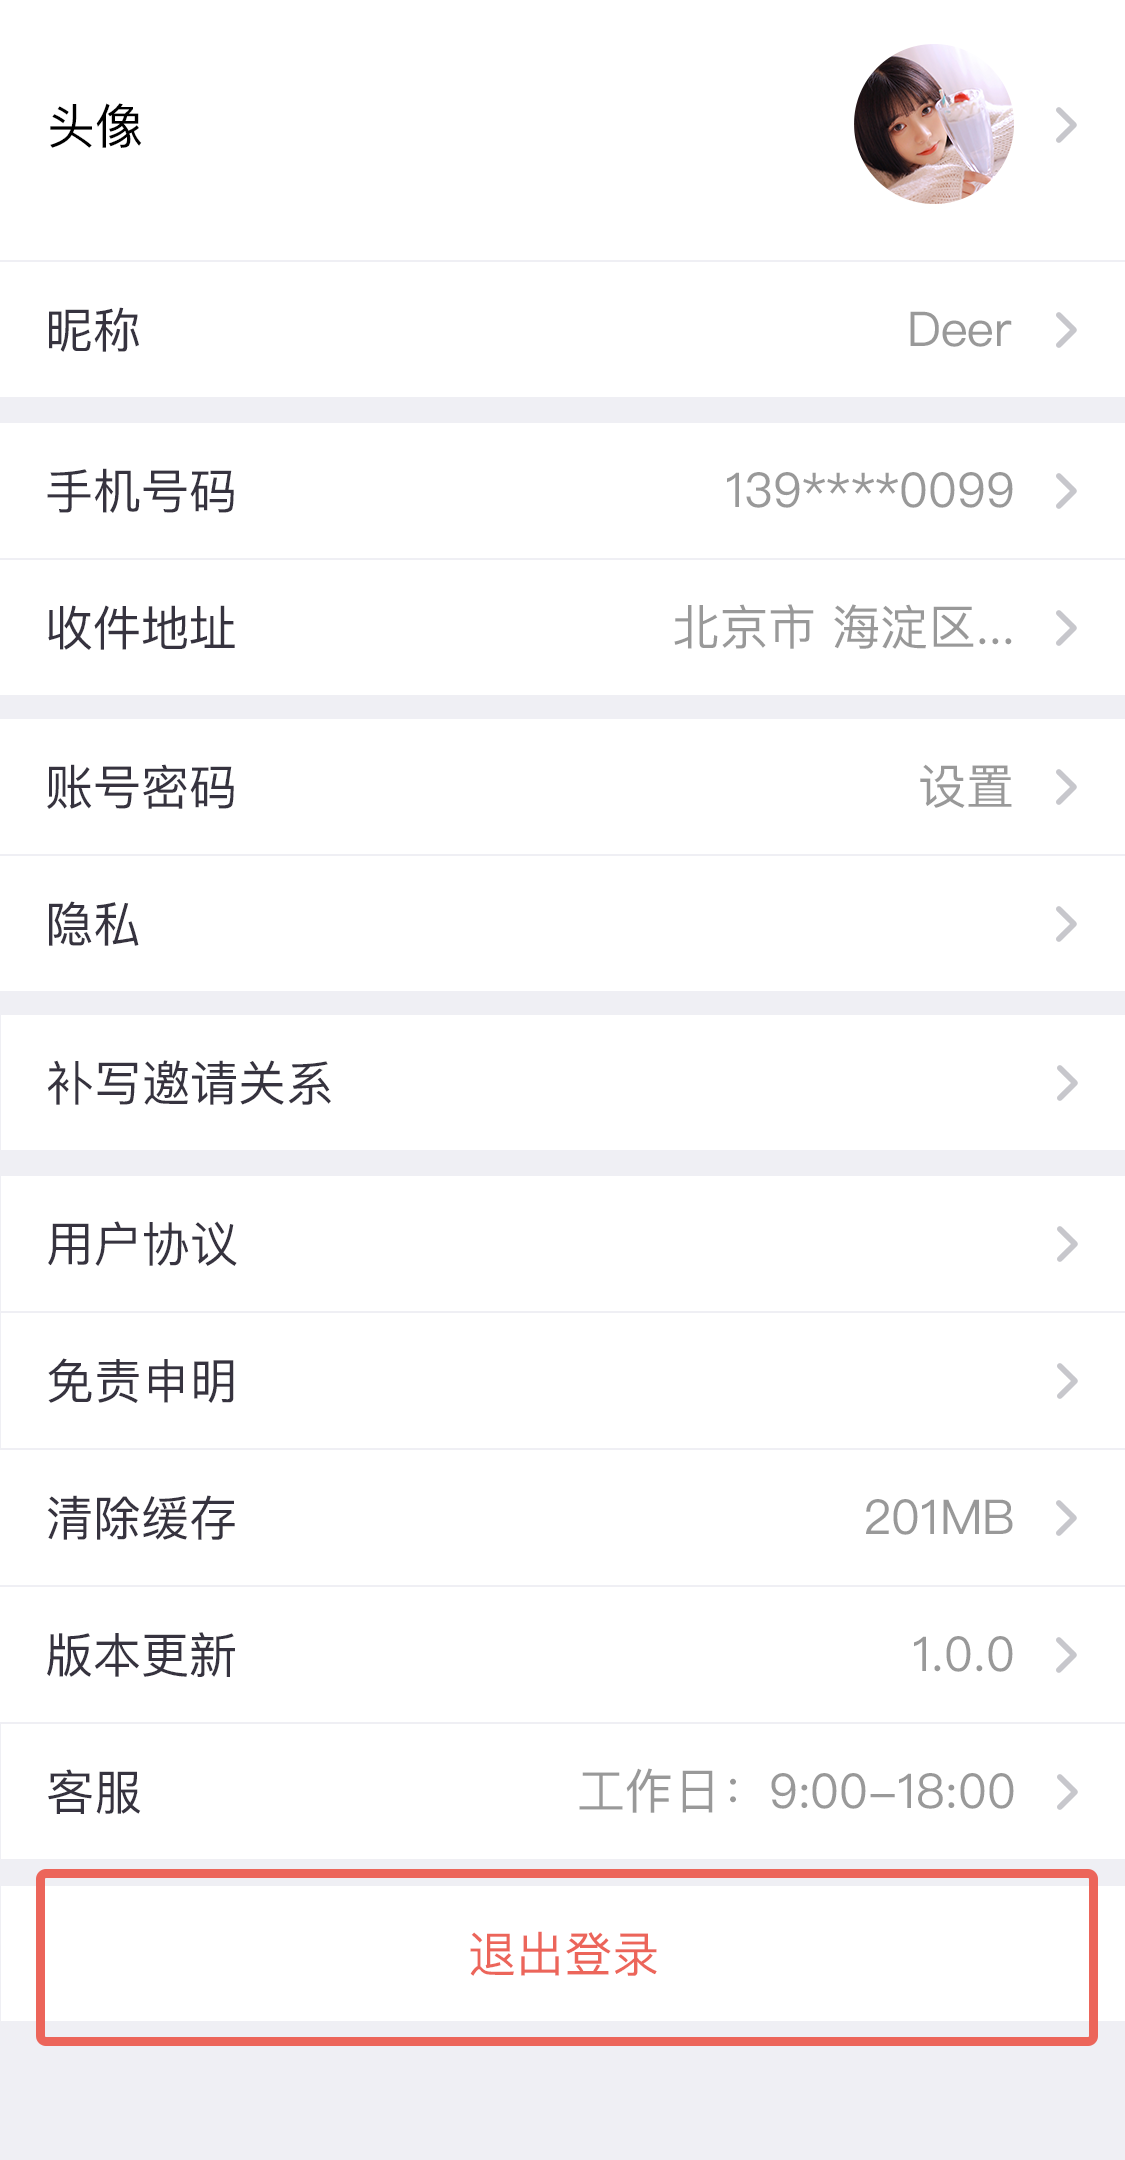 头像
昵称 Deer
手机号码 139****0099
收件地址 北京市 海淀区...
账号密码 设置
隐私
补写邀请关系
用户协议
免责申明
清除缓存 201MB
版本更新 1.0.0
客服 工作日：9:00-18:00
退出登录